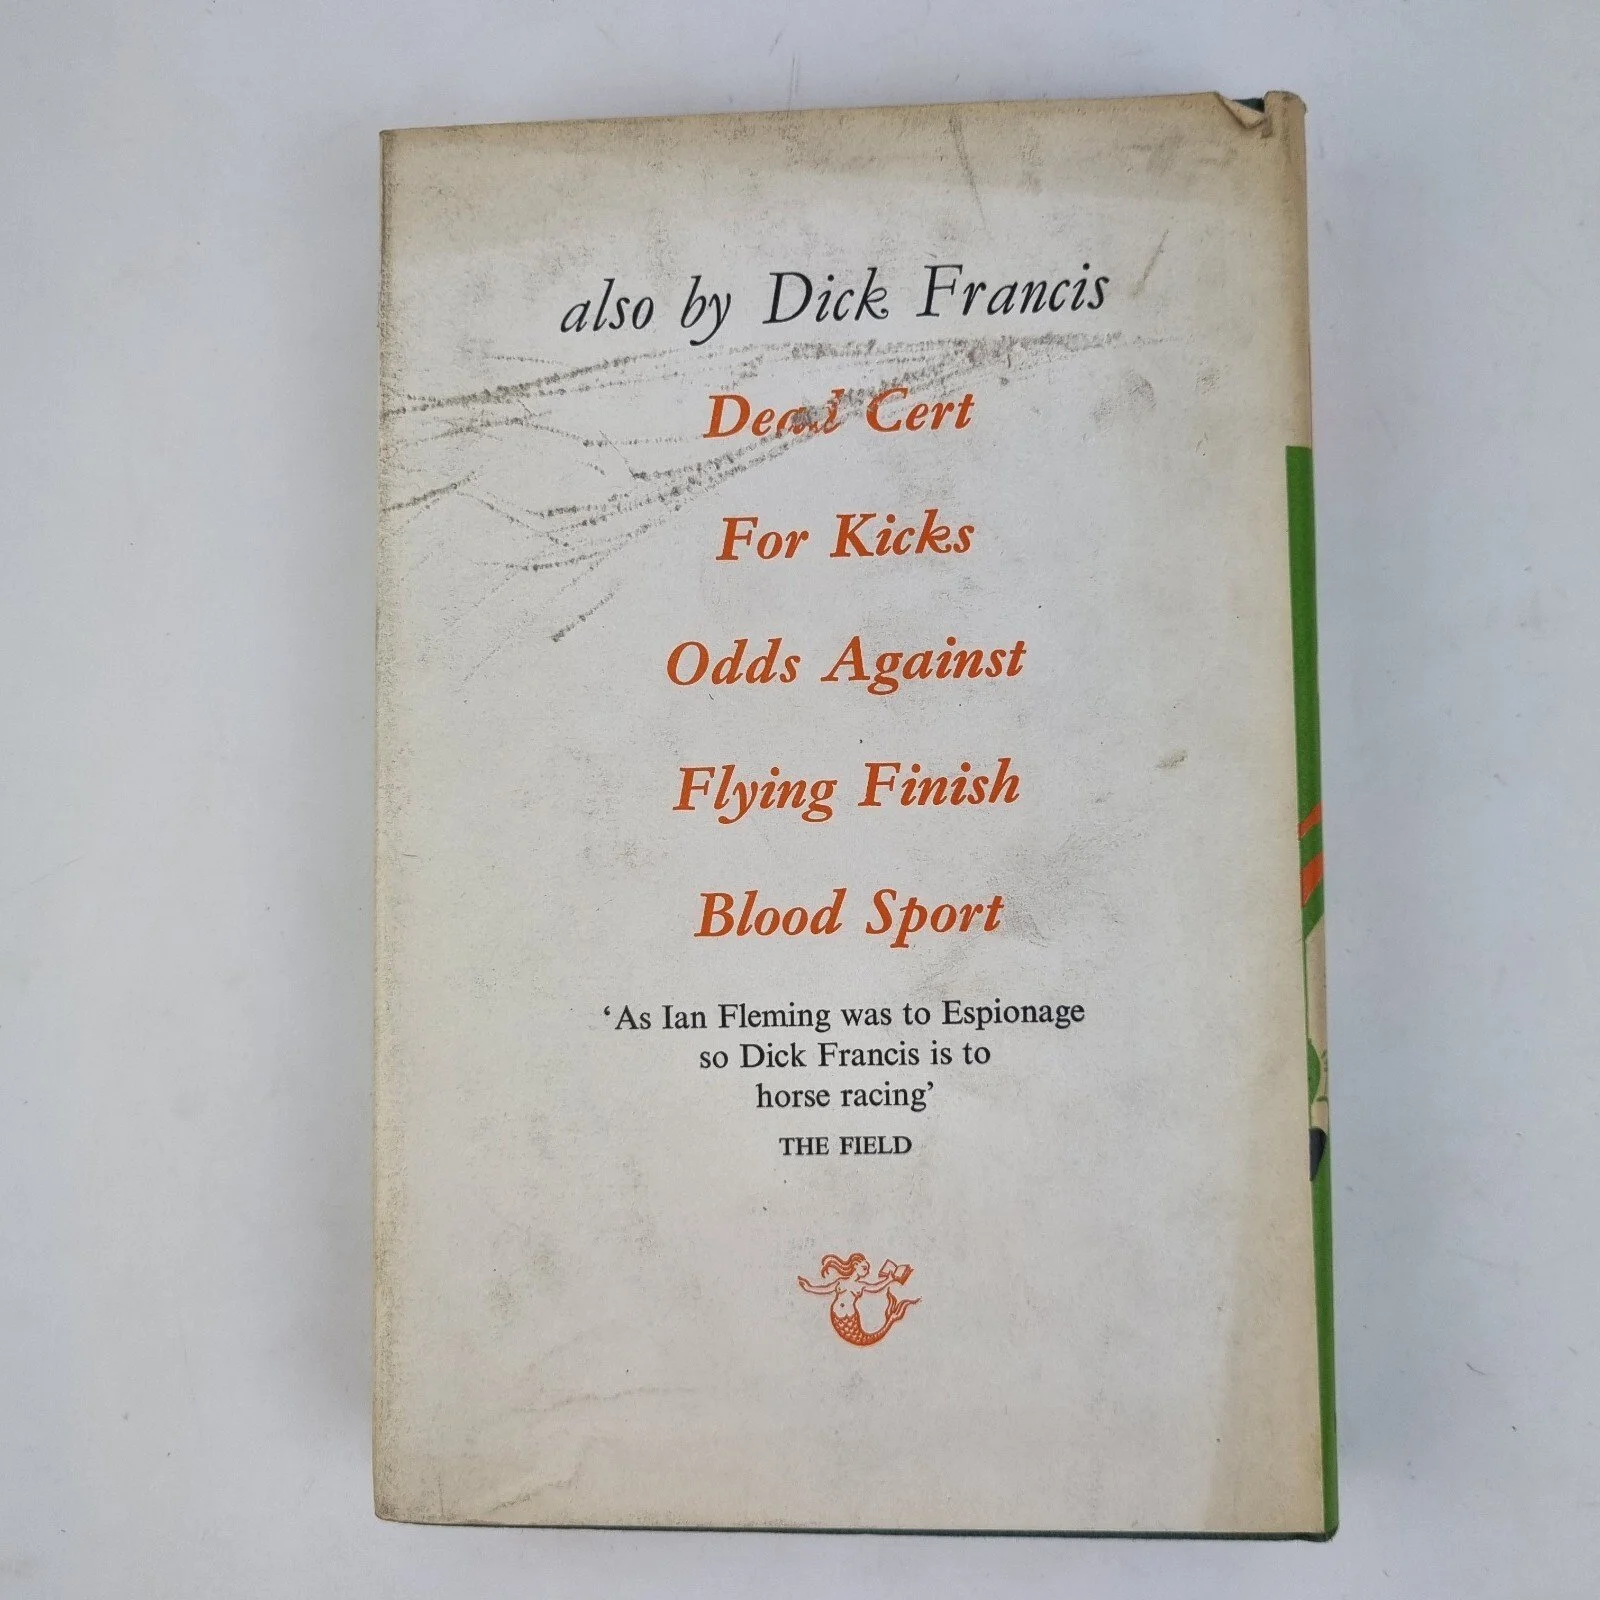 also by Dick Francis
Dead Cert
For Kicks
Odds Against
Flying Finish
Blood Sport
‘As Ian Fleming was to Espionage
so Dick Francis is to
horse racing’
THE FIELD